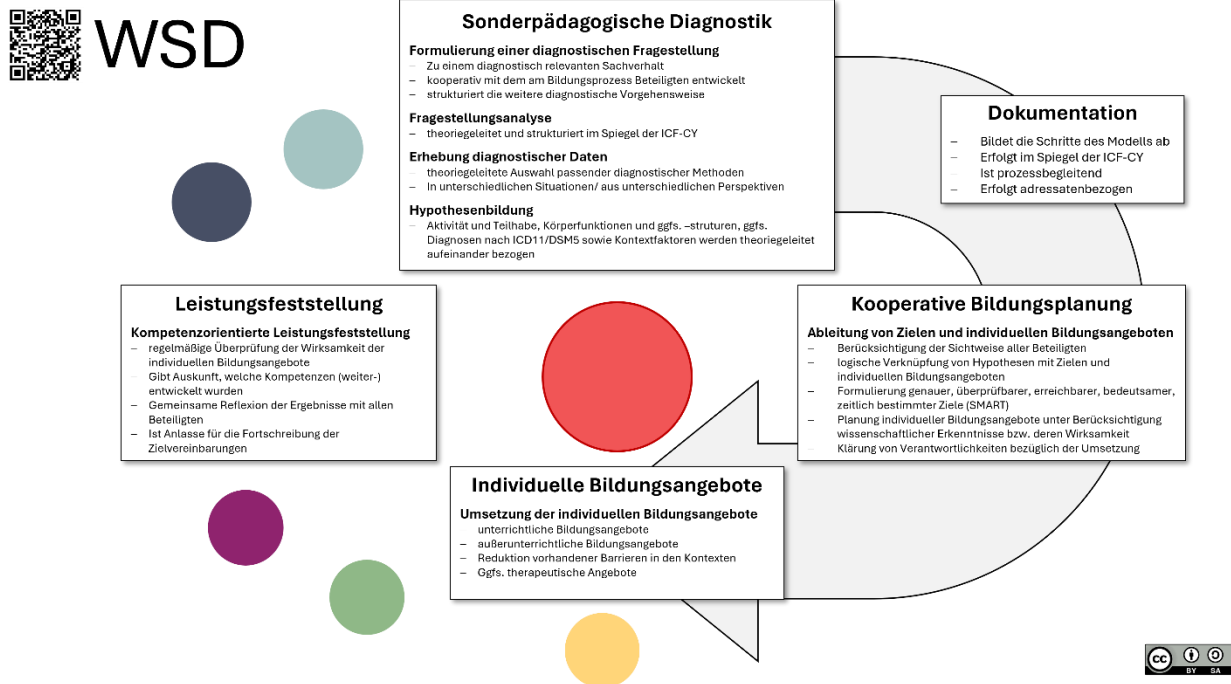 WSD
Sonderpädagogische Diagnostik
Formulierung einer diagnostischen Fragestellung
– Zu einem diagnostisch relevanten Sachverhalt
– kooperativ mit dem am Bildungsprozess Beteiligten entwickelt
– strukturiert die weitere diagnostische Vorgehensweise
Fragestellungsanalyse
– theoriegeleitet und strukturiert im Spiegel der ICF-CY
Erhebung diagnostischer Daten
– theoriegeleitete Auswahl passender diagnostischer Methoden
– In unterschiedlichen Situationen/ aus unterschiedlichen Perspektiven
Hypothesenbildung
– Aktivität und Teilhabe, Körperfunktionen und ggfs. –struturen, ggfs.
Diagnosen nach ICD11/DSM5 sowie Kontextfaktoren werden theoriegeleitet
aufeinander bezogen
Dokumentation
– Bildet die Schritte des Modells ab
– Erfolgt im Spiegel der ICF-CY
– Ist prozessbegleitend
– Erfolgt adressatenbezogen
Leistungsfeststellung
Kompetenzorientierte Leistungsfeststellung
– regelmäßige Überprüfung der Wirksamkeit der
individuellen Bildungsangebote
– Gibt Auskunft, welche Kompetenzen (weiter-)
entwickelt wurden
– Gemeinsame Reflexion der Ergebnisse mit allen
Beteiligten
– Ist Anlasse für die Fortschreibung der
Zielvereinbarungen
Kooperative Bildungsplanung
Ableitung von Zielen und individuellen Bildungsangeboten
– Berücksichtigung der Sichtweise aller Beteiligten
– logische Verknüpfung von Hypothesen mit Zielen und
individuellen Bildungsangeboten
– Formulierung genauer, überprüfbarer, erreichbarer, bedeutsamer,
zeitlich bestimmter Ziele (SMART)
– Planung individueller Bildungsangebote unter Berücksichtigung
wissenschaftlicher Erkenntnisse bzw. deren Wirksamkeit
– Klärung von Verantwortlichkeiten bezüglich der Umsetzung
Individuelle Bildungsangebote
Umsetzung der individuellen Bildungsangebote
unterrichtliche Bildungsangebote
– außerunterrichtliche Bildungsangebote
– Reduktion vorhandener Barrieren in den Kontexten
– Ggfs. therapeutische Angebote
cc
BY SA